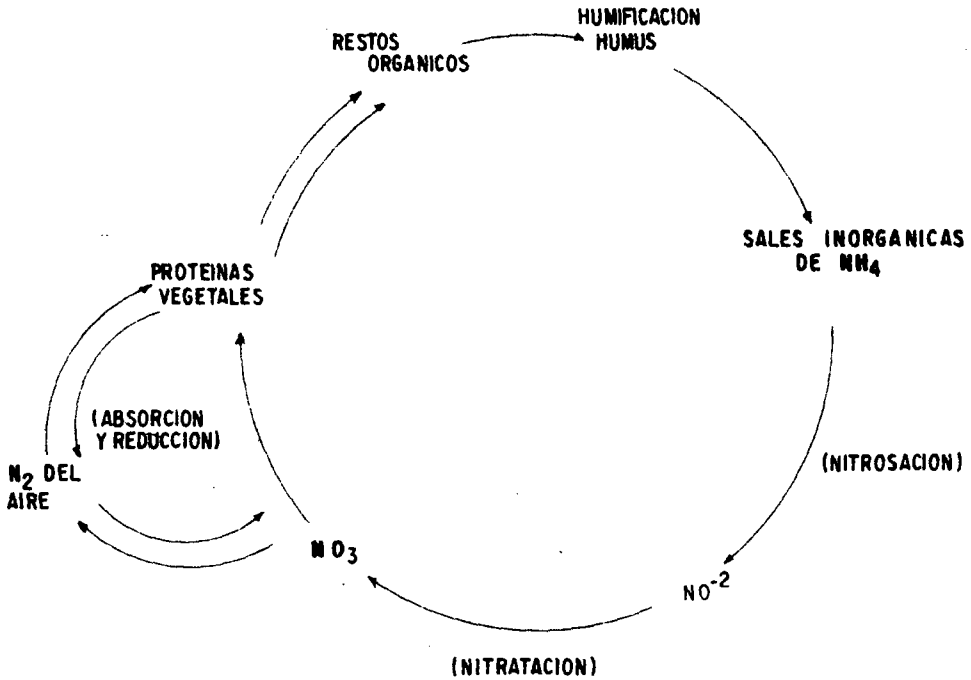 HUMIFICACION
HUMUS
RESTOS
ORGANICOS
SALES INORGANICAS
DE NH4
PROTEINAS
VEGETALES
(ABSORCION
Y REDUCCION)
(NITROSACION)
N2 DEL
AIRE
NO3
NO-2
(NITRATACION)